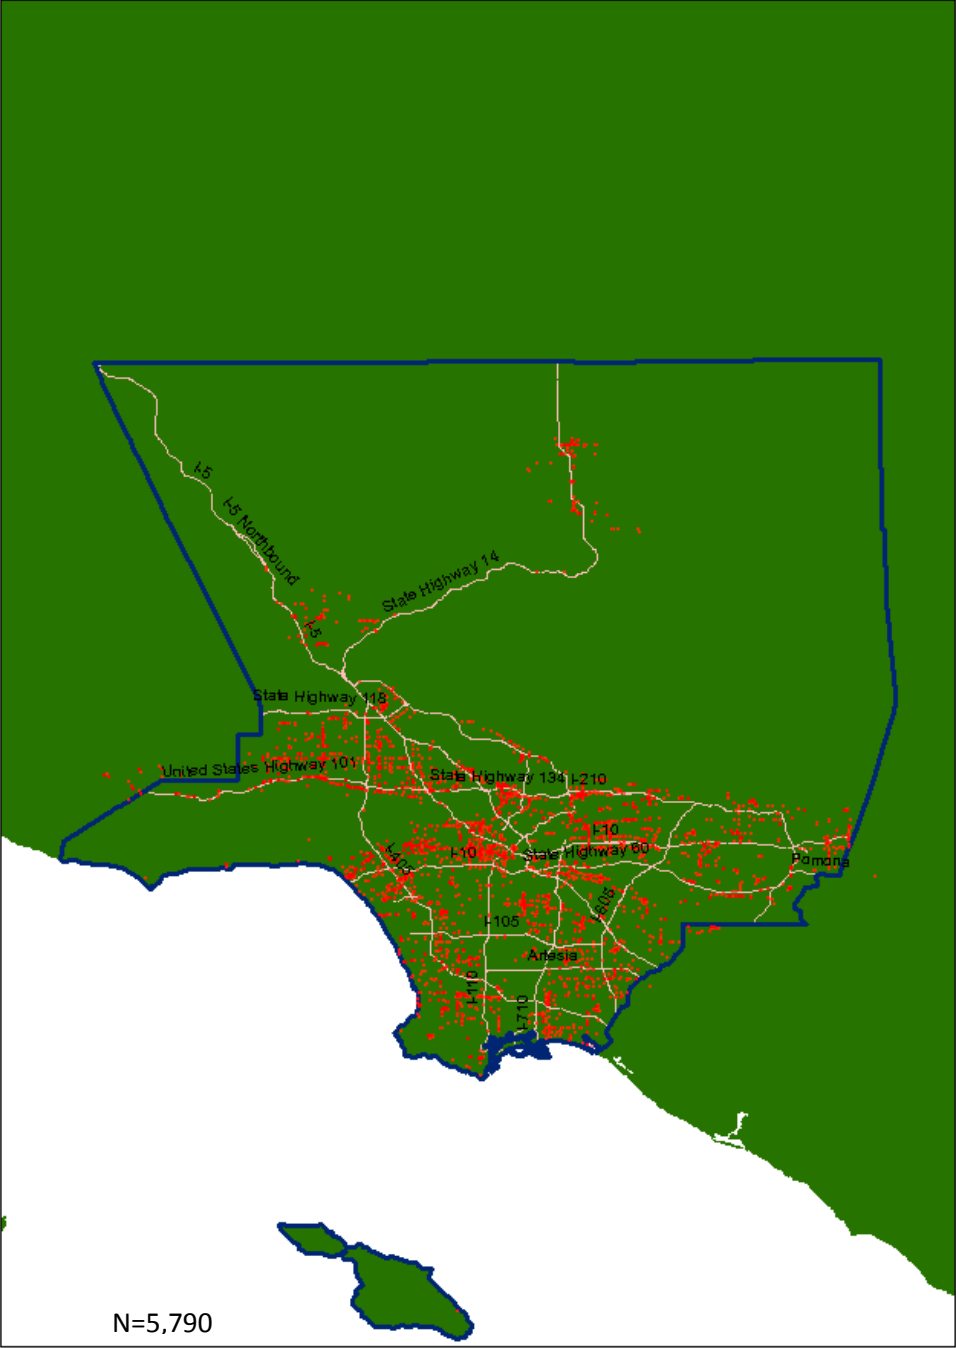 I-5
I-5 Northbound
State Highway 14
I-5
State Highway 118
United States Highway 101
State Highway 134
I-210
I-10
I-405
I-10
State Highway 60
Pomona
I-605
I-105
Artesia
I-110
I-710
N=5,790